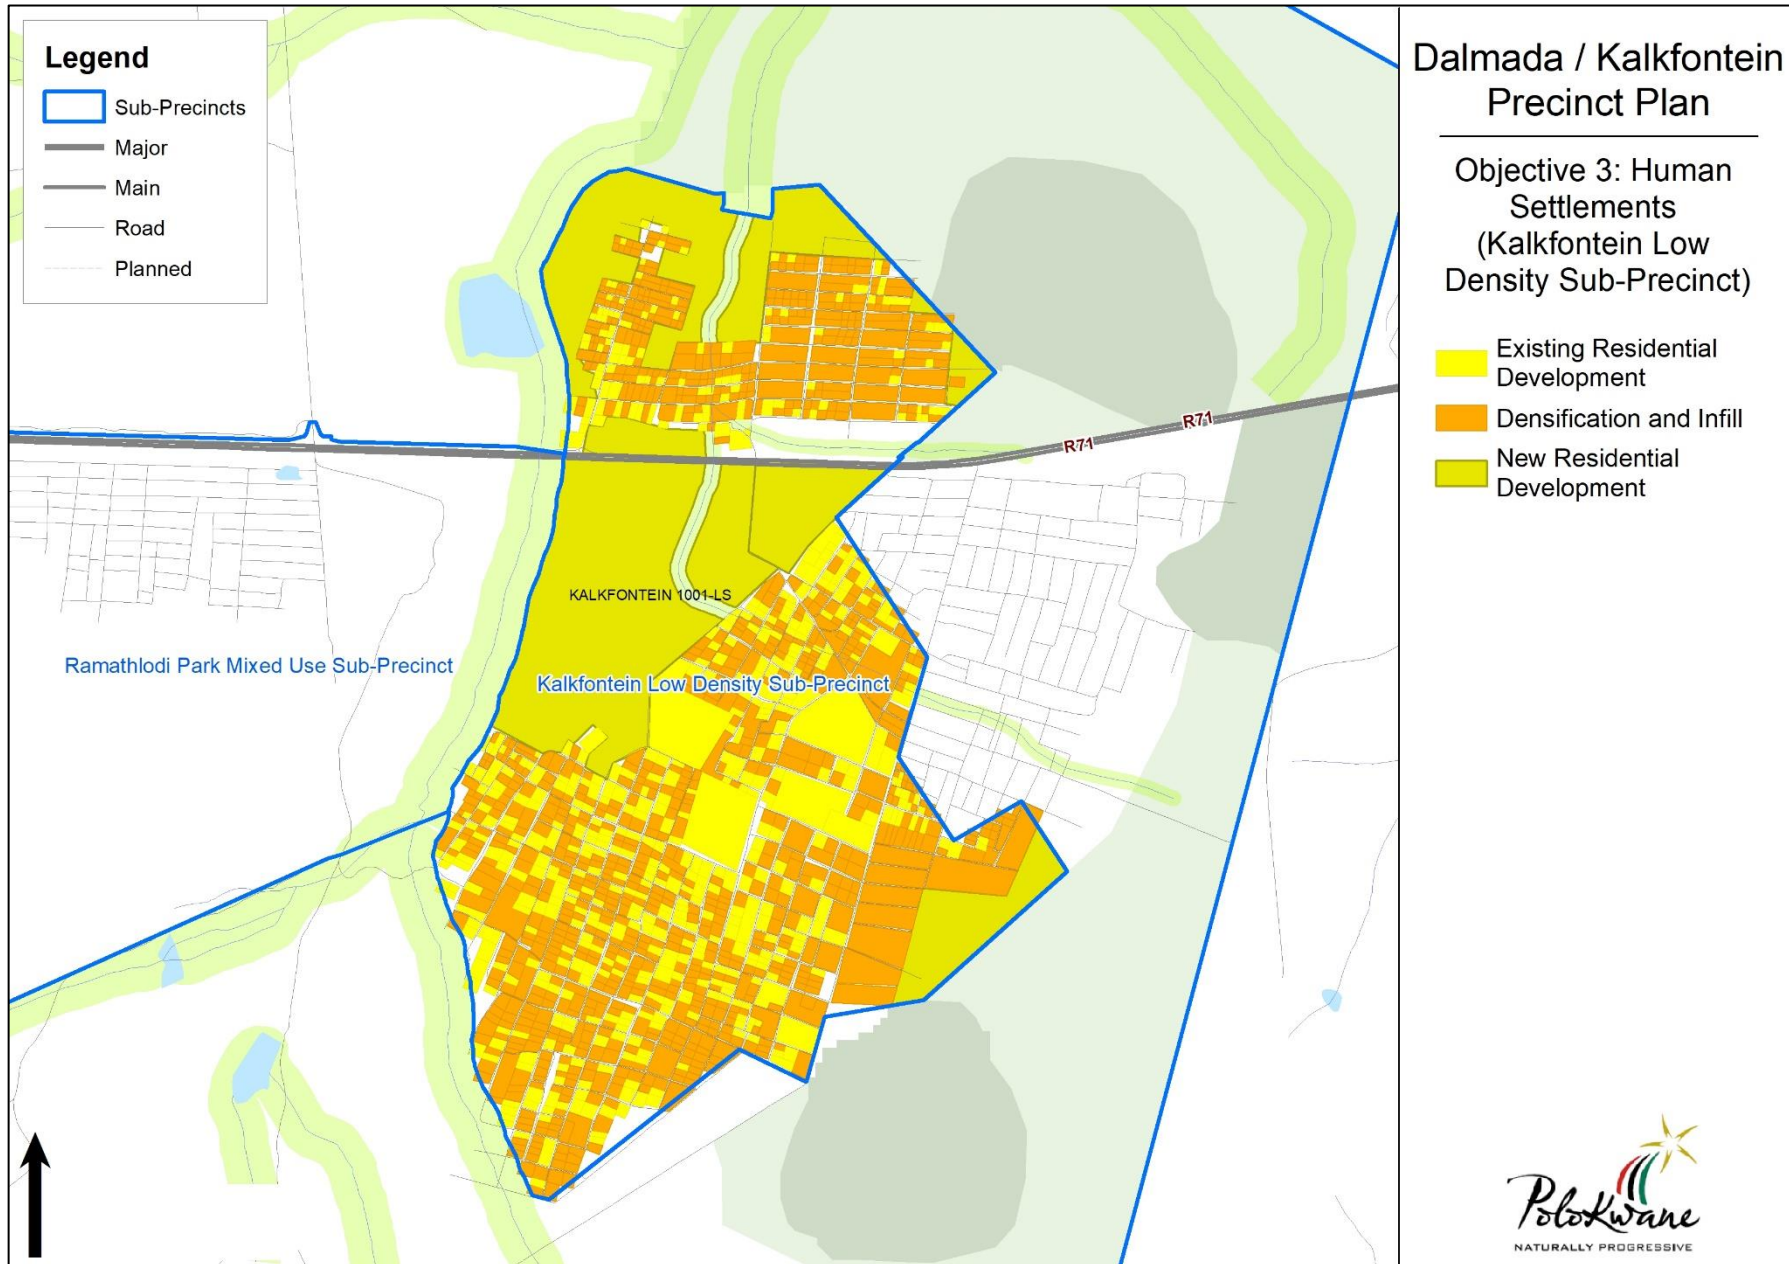 Legend
Sub-Precincts
Major
Main
Road
Planned
R71
R71
KALKFONTEIN 1001-LS
Ramathlodi Park Mixed Use Sub-Precinct
Kalkfontein Low Density Sub-Precinct
Dalmada / Kalkfontein
Precinct Plan
Objective 3: Human
Settlements
(Kalkfontein Low
Density Sub-Precinct)
Existing Residential
Development
Densification and Infill
New Residential
Development
Polokwane
NATURALLY PROGRESSIVE